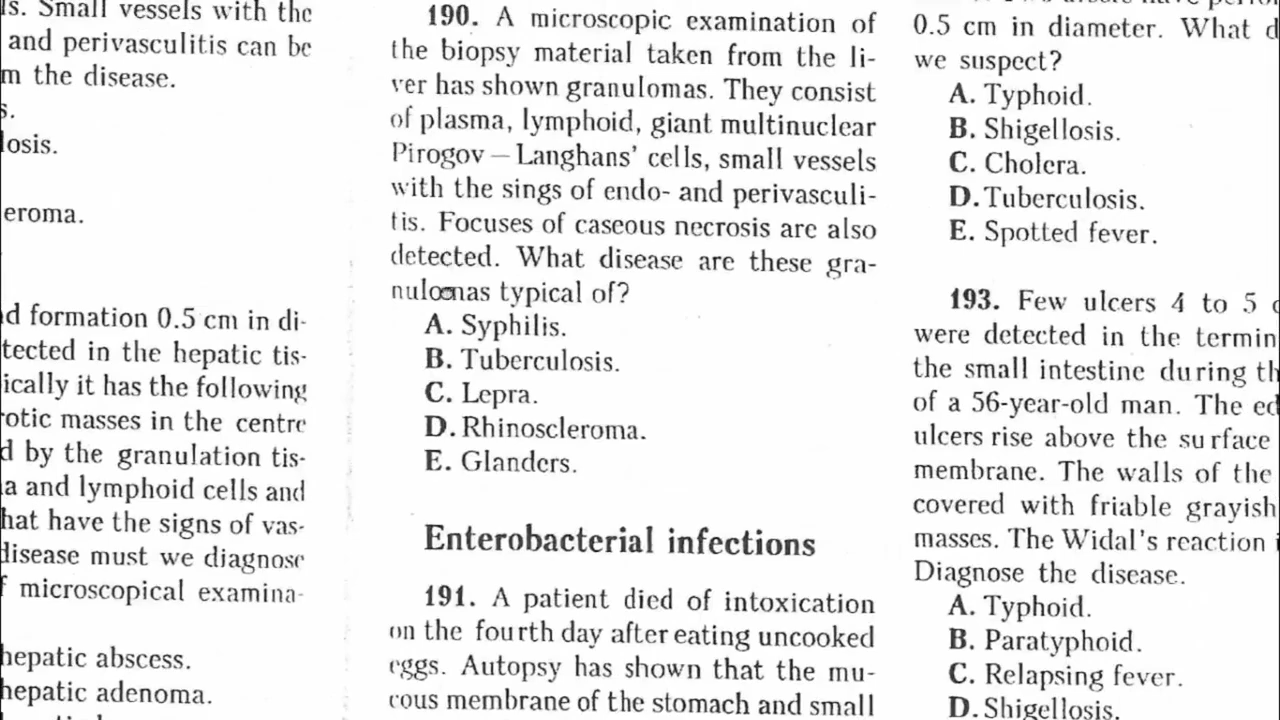 s. Small vessels with the
and perivasculitis can be
m the disease.
s.
losis.
eroma.
d formation 0.5 cm in di-
tected in the hepatic tis-
ically it has the following
rotic masses in the centre
d by the granulation tis-
a and lymphoid cells and
hat have the signs of vas-
disease must we diagnose
f microscopical examina-
hepatic abscess.
hepatic adenoma.
190. A microscopic examination of
the biopsy material taken from the li-
ver has shown granulomas. They consist
of plasma, lymphoid, giant multinuclear
Pirogov – Langhans’ cells, small vessels
with the sings of endo- and perivasculi-
tis. Focuses of caseous necrosis are also
detected. What disease are these gra-
nulomas typical of?
A. Syphilis.
B. Tuberculosis.
C. Lepra.
D. Rhinoscleroma.
E. Glanders.
Enterobacterial infections
191. A patient died of intoxication
on the fourth day after eating uncooked
eggs. Autopsy has shown that the mu-
cous membrane of the stomach and small
0.5 cm in diameter. What d
we suspect?
A. Typhoid.
B. Shigellosis.
C. Cholera.
D. Tuberculosis.
E. Spotted fever.
193. Few ulcers 4 to 5 c
were detected in the termin
the small intestine during th
of a 56-year-old man. The ed
ulcers rise above the surface
membrane. The walls of the
covered with friable grayish
masses. The Widal’s reaction i
Diagnose the disease.
A. Typhoid.
B. Paratyphoid.
C. Relapsing fever.
D. Shigellosis.